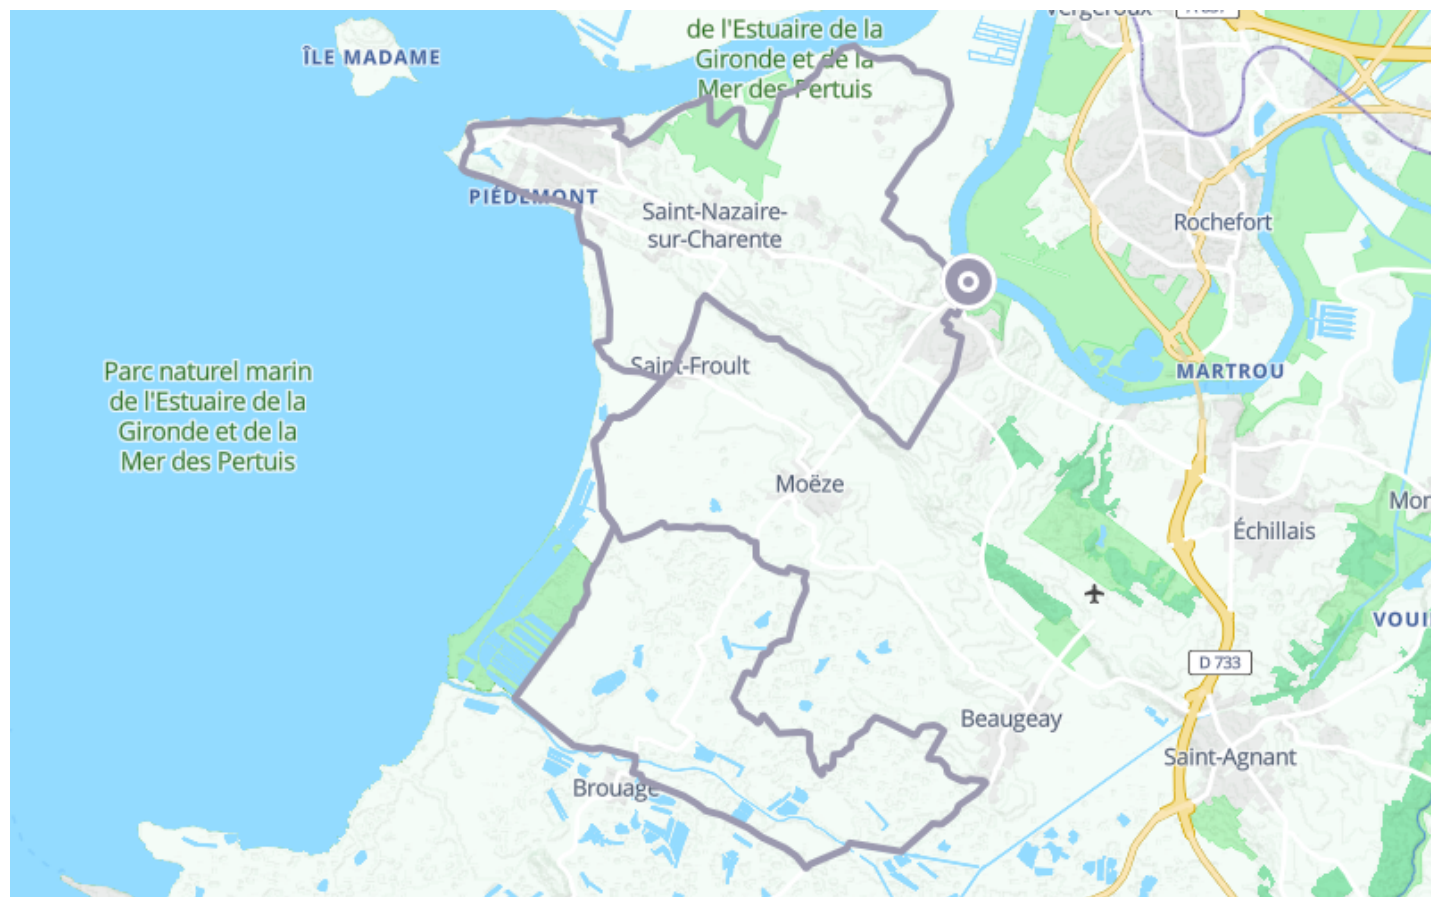 Vergeroux
de l'Estuaire de la
Gironde et de la
Mer des Pertuis
ÎLE MADAME
PIÉDEMONT
Saint-Nazaire-
sur-Charente
Rochefort
Saint-Froult
MARTROU
Parc naturel marin
de l'Estuaire de la
Gironde et de la
Mer des Pertuis
Moëze
Mor
Échillais
VOUI
D 733
Beaugeay
Saint-Agnant
Brouage